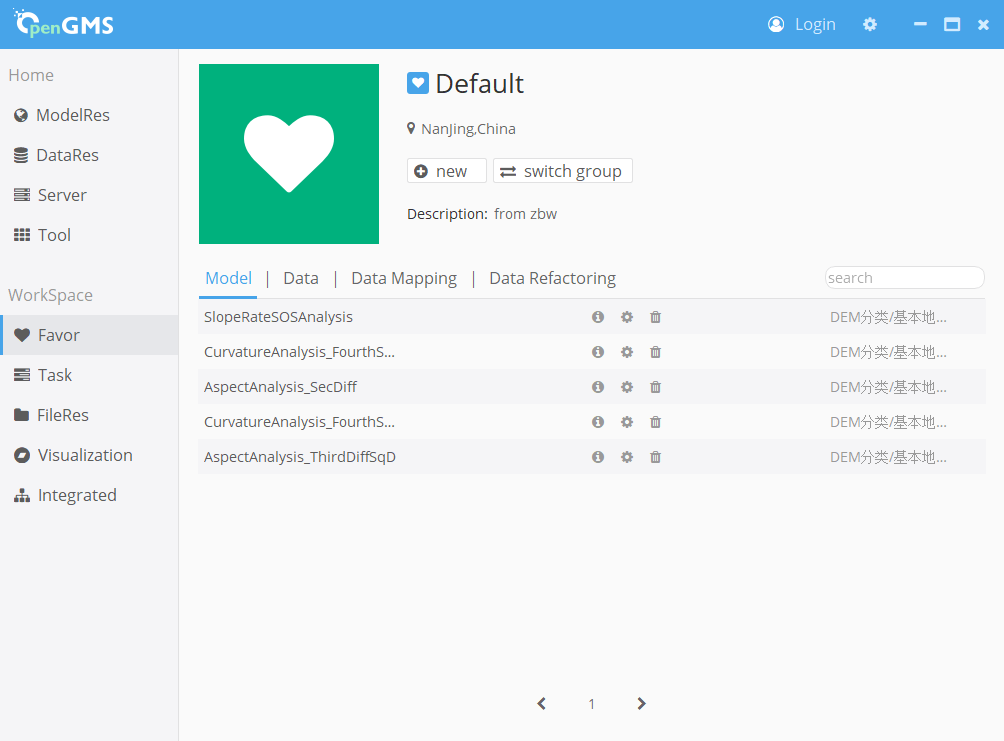 OpenGMS
Login
Home
ModelRes
DataRes
Server
Tool
WorkSpace
Favor
Task
FileRes
Visualization
Integrated
Default
NanJing,China
new
switch group
Description: from zbw
Model | Data | Data Mapping | Data Refactoring
search
SlopeRateSOSAnalysis DEM分类/基本地...
CurvatureAnalysis_FourthS... DEM分类/基本地...
AspectAnalysis_SecDiff DEM分类/基本地...
CurvatureAnalysis_FourthS... DEM分类/基本地...
AspectAnalysis_ThirdDiffSqD DEM分类/基本地...
1